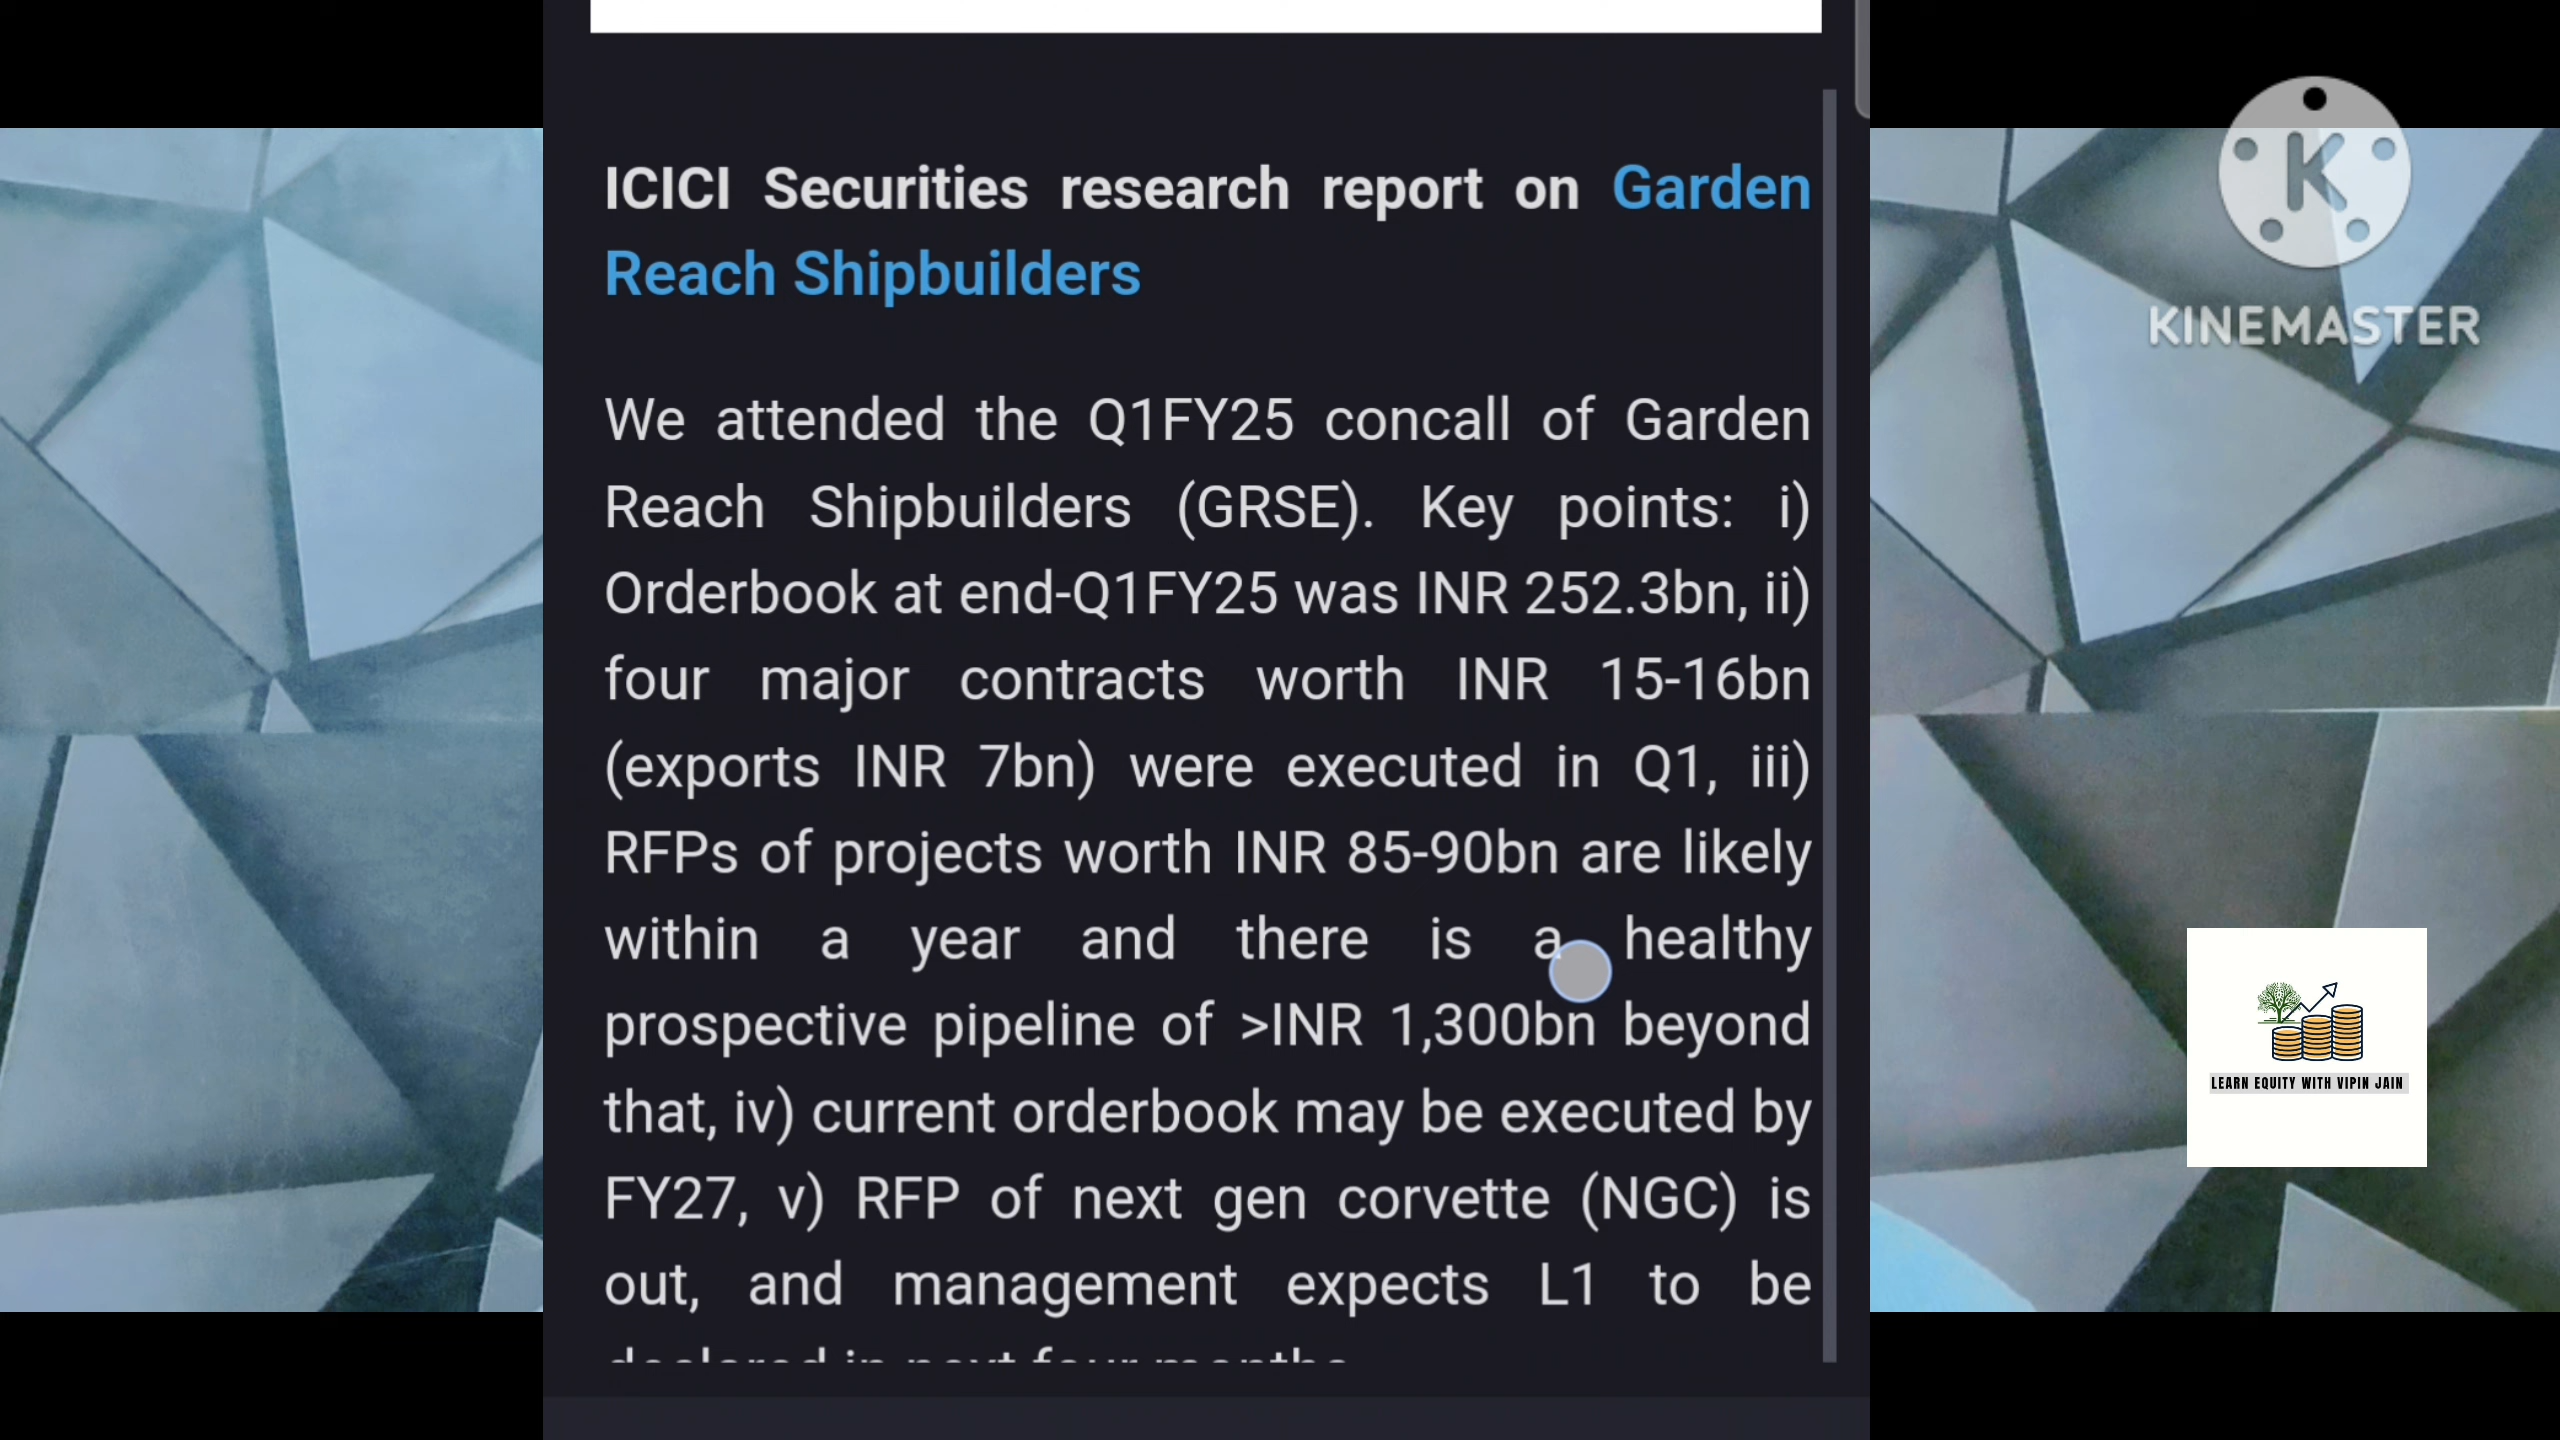 ICICI Securities research report on Garden
Reach Shipbuilders
We attended the Q1FY25 concall of Garden
Reach Shipbuilders (GRSE). Key points: i)
Orderbook at end-Q1FY25 was INR 252.3bn, ii)
four major contracts worth INR 15-16bn
(exports INR 7bn) were executed in Q1, iii)
RFPs of projects worth INR 85-90bn are likely
within a year and there is a healthy
prospective pipeline of >INR 1,300bn beyond
that, iv) current orderbook may be executed by
FY27, v) RFP of next gen corvette (NGC) is
out, and management expects L1 to be
declared in next four months
K
KINEMASTER
LEARN EQUITY WITH VIPIN JAIN